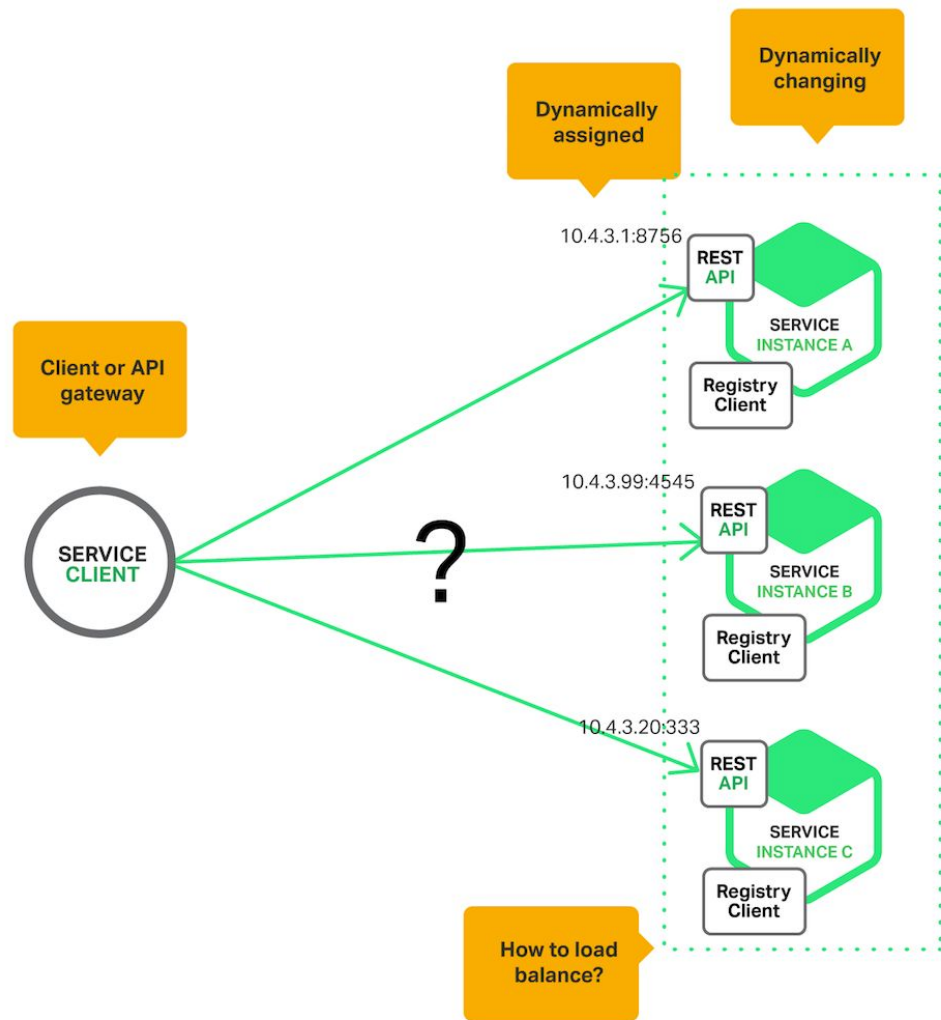 Dynamically
changing
Dynamically
assigned
10.4.3.1:8756
REST
API
SERVICE
INSTANCE A
Registry
Client
Client or API
gateway
10.4.3.99:4545
REST
API
SERVICE
CLIENT
?
SERVICE
INSTANCE B
Registry
Client
10.4.3.20:333
REST
API
SERVICE
INSTANCE C
Registry
Client
How to load
balance?